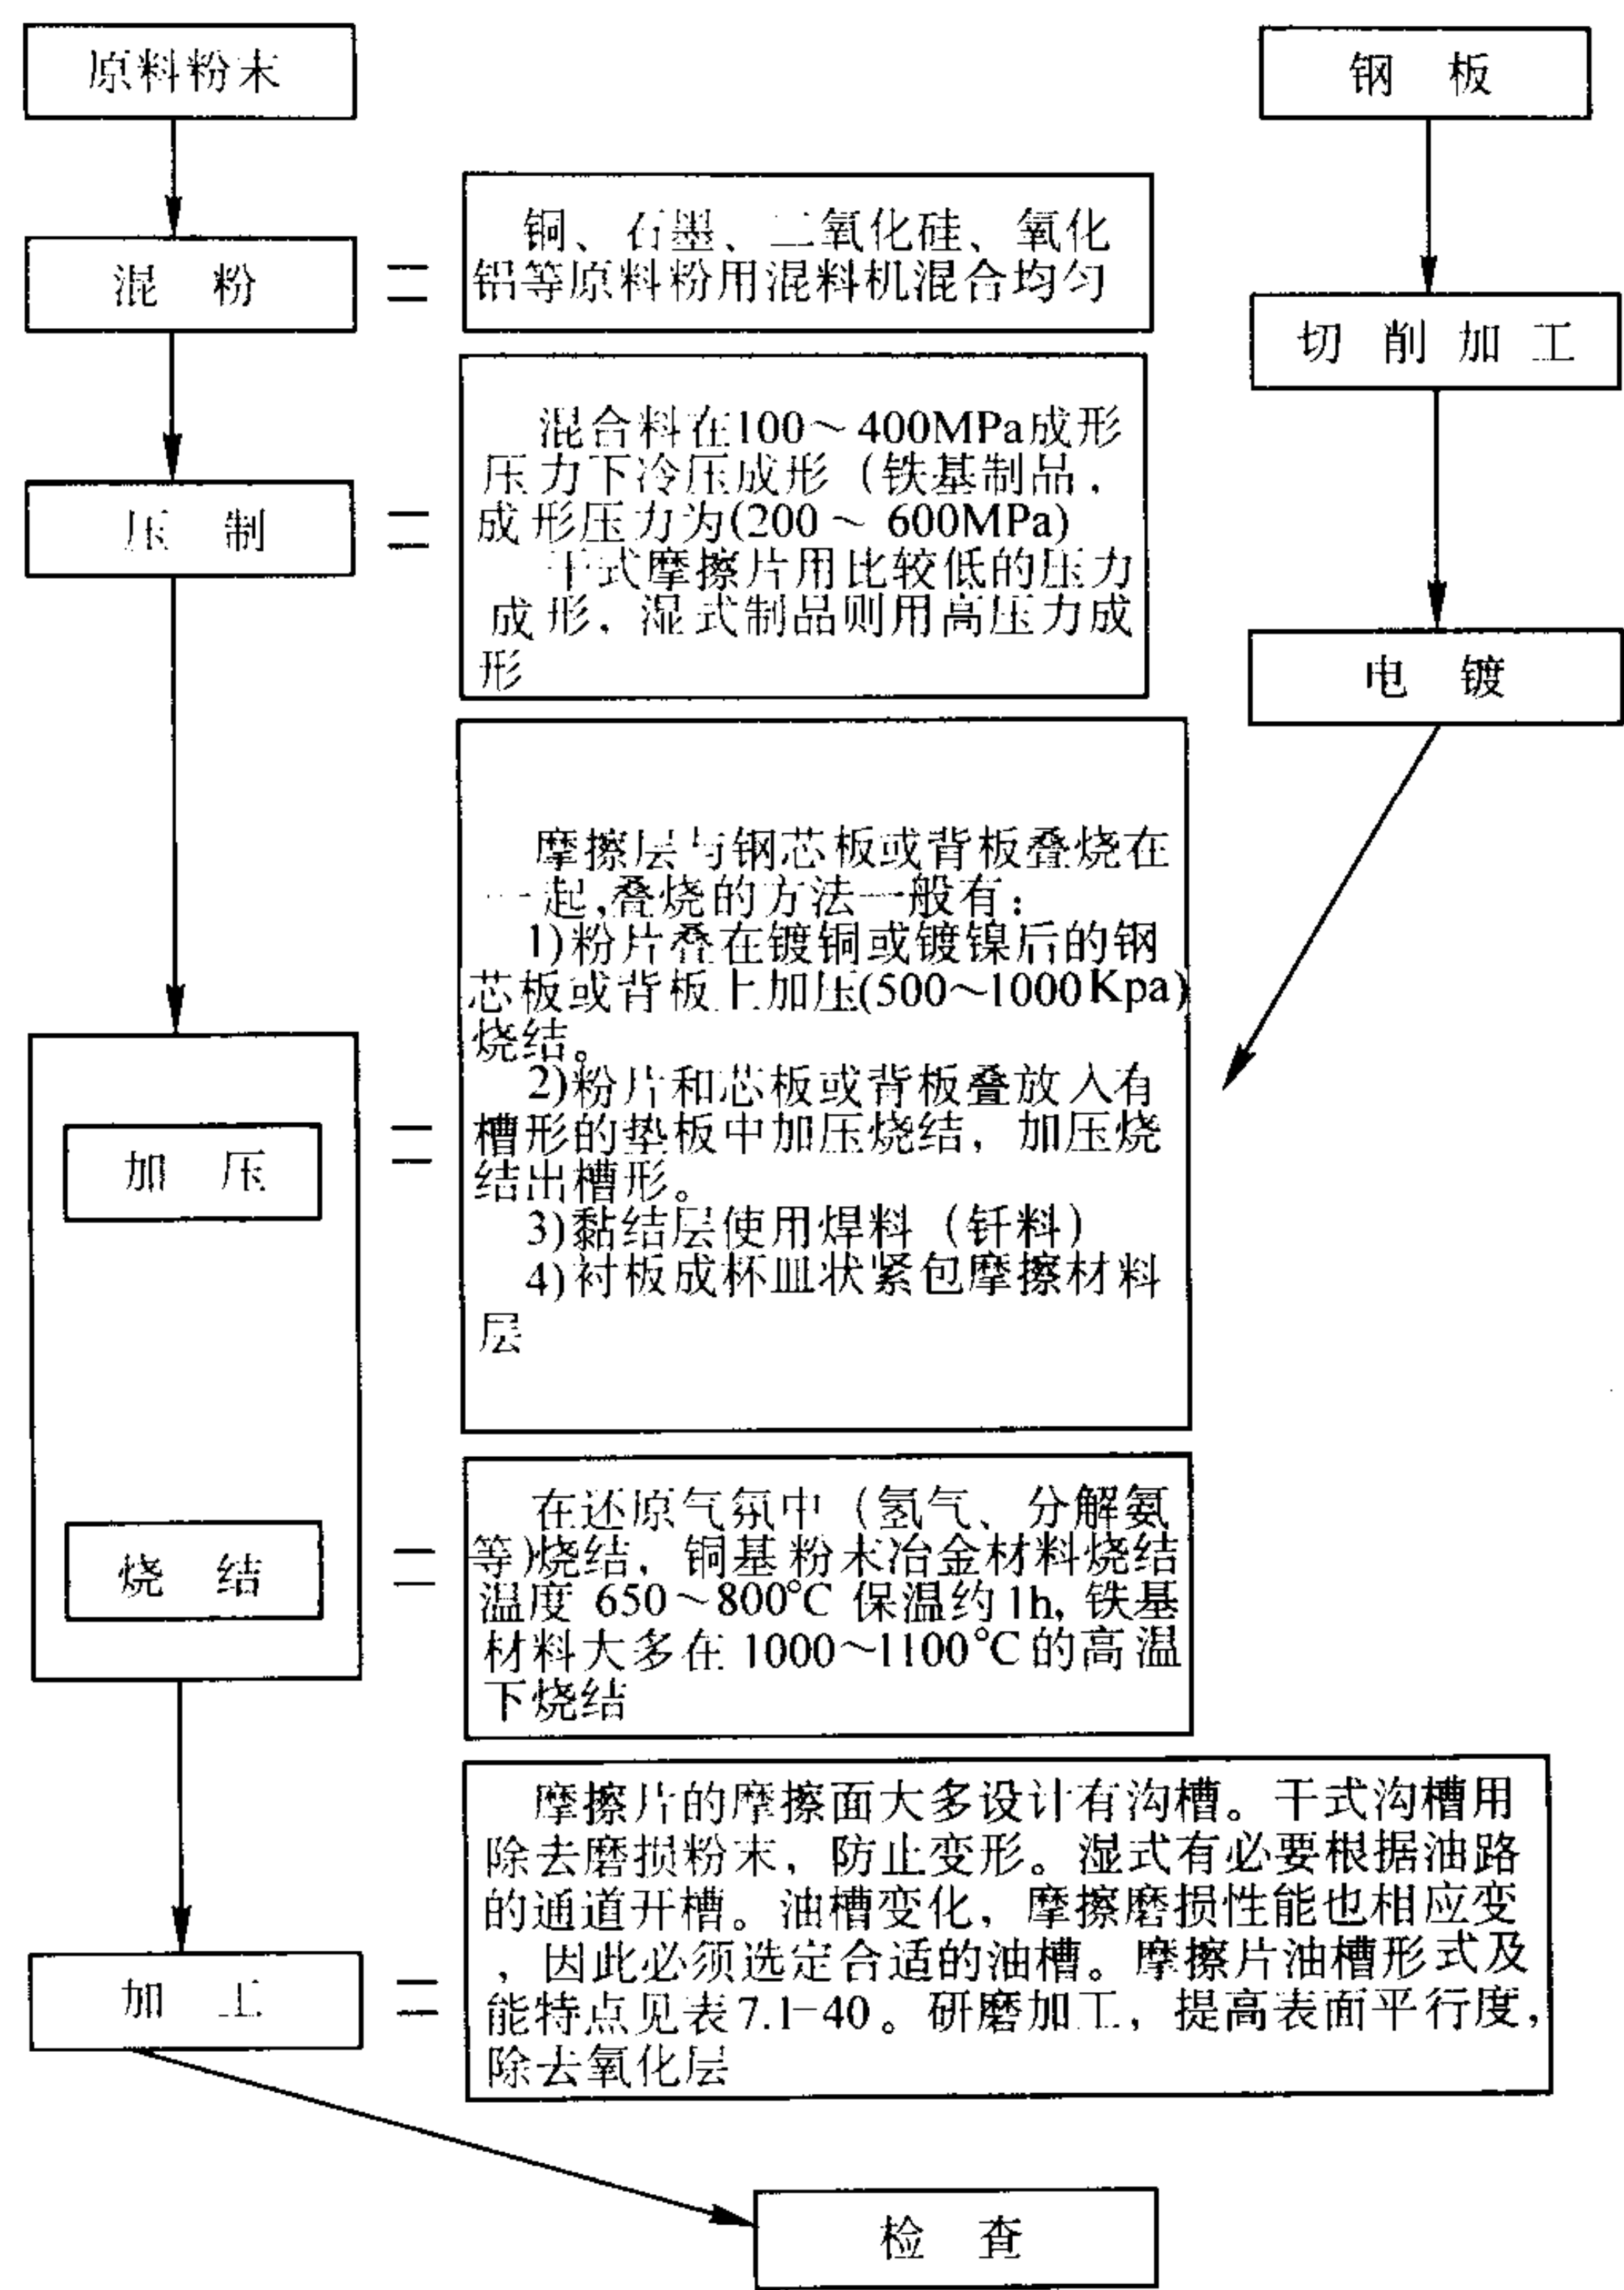 原料粉末
钢 板
混 粉
铜、石墨、二氧化硅、氧化
铝等原料粉用混料机混合均匀
切削加工
压 制
混合料在100～400MPa成形
压力下冷压成形（铁基制品，
成形压力为(200～600MPa)
干式摩擦片用比较低的压力
成形，湿式制品则用高压力成
形
电 镀
加 压
摩擦层与钢芯板或背板叠烧在
一起,叠烧的方法一般有：
1)粉片叠在镀铜或镀镍后的钢
芯板或背板上加压(500～1000Kpa)
烧结。
2)粉片和芯板或背板叠放入有
槽形的垫板中加压烧结，加压烧
结出槽形。
3)黏结层使用焊料（钎料）
4)衬板成杯皿状紧包摩擦材料
层
烧 结
在还原气氛中（氢气、分解氨
等)烧结，铜基粉末冶金材料烧结
温度 650～800℃ 保温约1h, 铁基
材料大多在 1000～1100℃的高温
下烧结
加 工
摩擦片的摩擦面大多设计有沟槽。干式沟槽用
除去磨损粉末，防止变形。湿式有必要根据油路
的通道开槽。油槽变化，摩擦磨损性能也相应变
，因此必须选定合适的油槽。摩擦片油槽形式及
能特点见表7.1-40。研磨加工，提高表面平行度，
除去氧化层
检 查